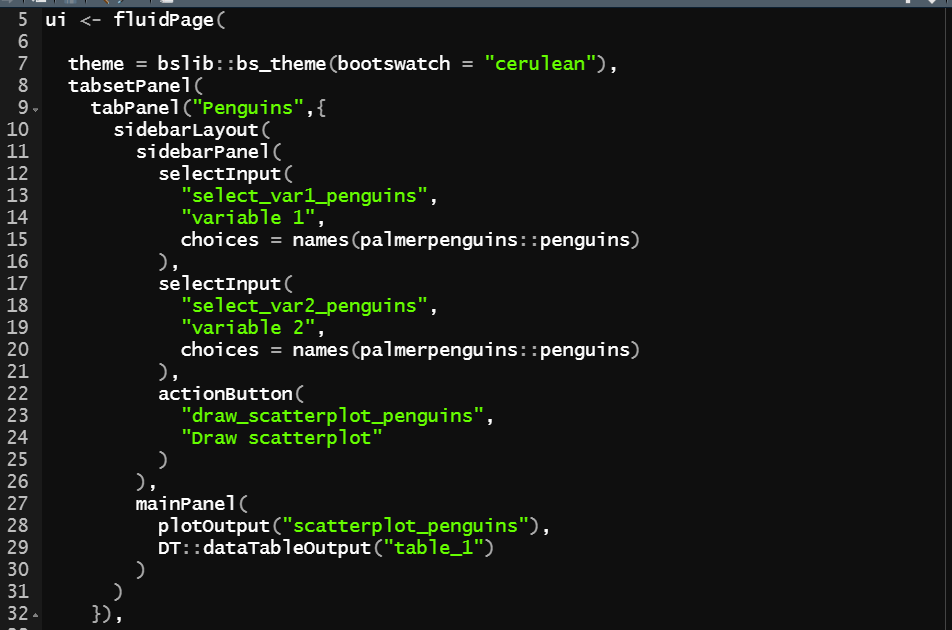 5 ui <- fluidPage(
6
7   theme = bslib::bs_theme(bootswatch = "cerulean"),
8   tabsetPanel(
9     tabPanel("Penguins",{
10       sidebarLayout(
11         sidebarPanel(
12           selectInput(
13             "select_var1_penguins",
14             "variable 1",
15             choices = names(palmerpenguins::penguins)
16           ),
17           selectInput(
18             "select_var2_penguins",
19             "variable 2",
20             choices = names(palmerpenguins::penguins)
21           ),
22           actionButton(
23             "draw_scatterplot_penguins",
24             "Draw scatterplot"
25           )
26         ),
27         mainPanel(
28           plotOutput("scatterplot_penguins"),
29           DT::dataTableOutput("table_1")
30         )
31       )
32     }),